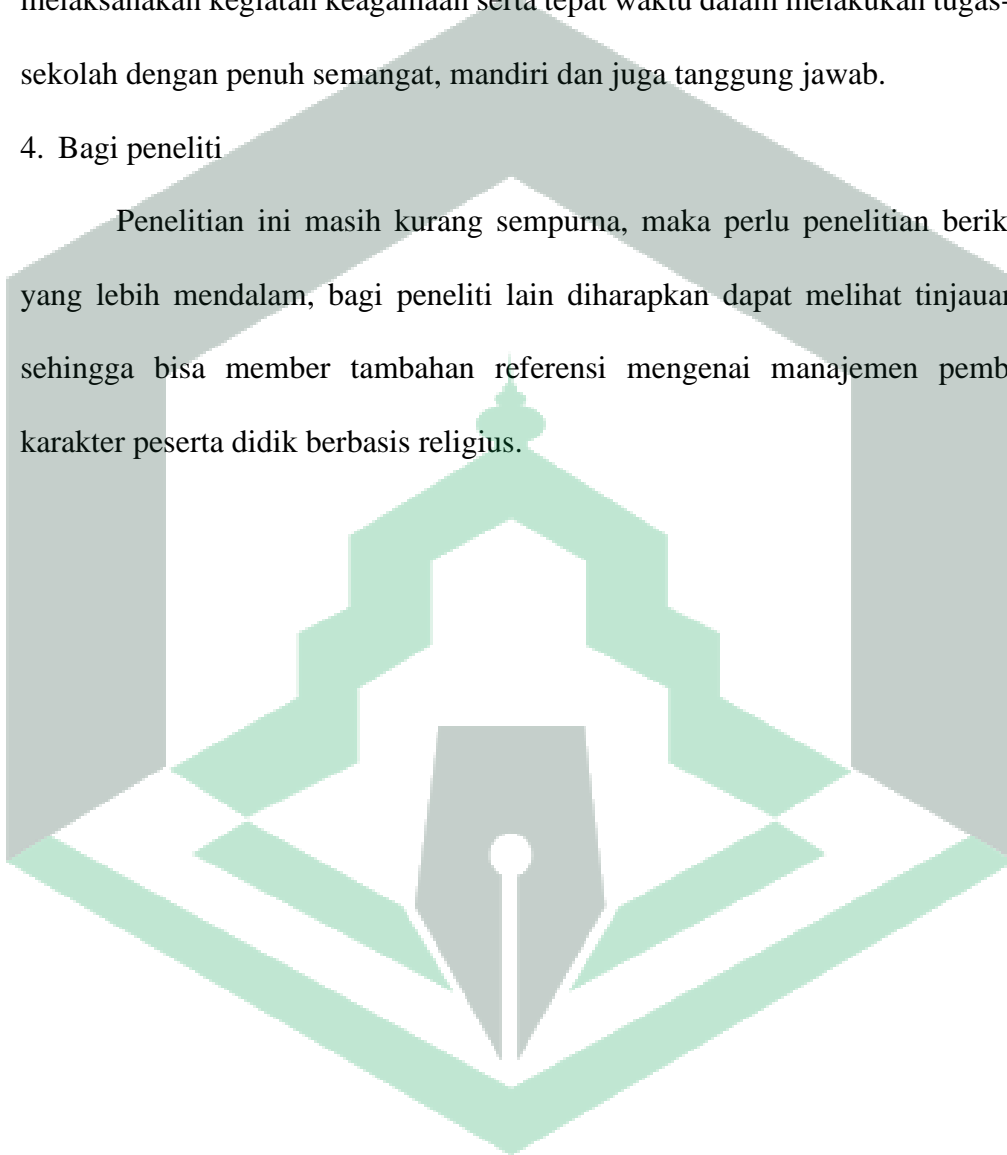 melaksanakan kegiatan keagamaan serta tepat waktu dalam melakukan tugas-
sekolah dengan penuh semangat, mandiri dan juga tanggung jawab.
4. Bagi peneliti
Penelitian ini masih kurang sempurna, maka perlu penelitian berik
yang lebih mendalam, bagi peneliti lain diharapkan dapat melihat tinjauan
sehingga bisa member tambahan referensi mengenai manajemen pemb
karakter peserta didik berbasis religius.